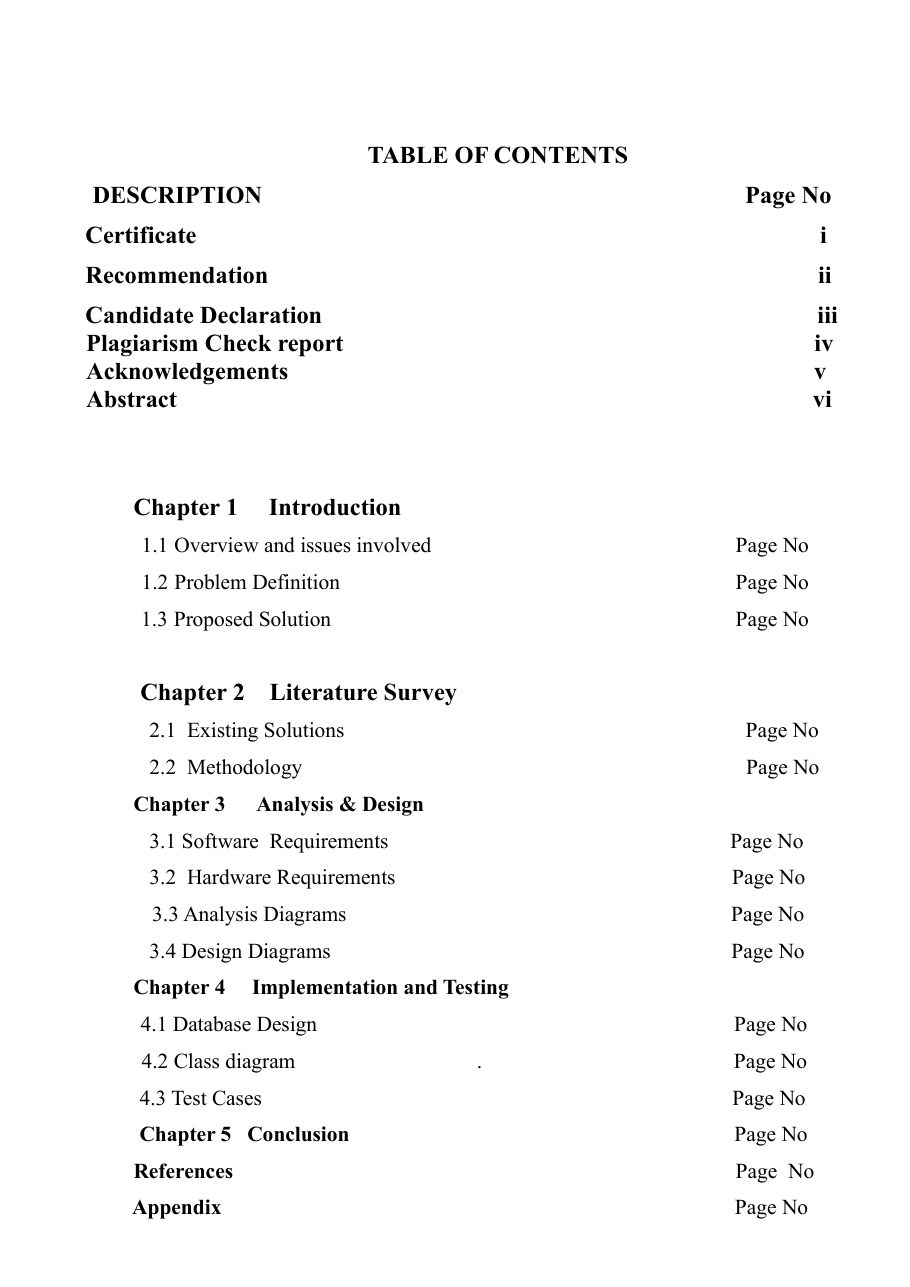 TABLE OF CONTENTS
DESCRIPTION Page No
Certificate i
Recommendation ii
Candidate Declaration iii
Plagiarism Check report iv
Acknowledgements v
Abstract vi
Chapter 1 Introduction
1.1 Overview and issues involved Page No
1.2 Problem Definition Page No
1.3 Proposed Solution Page No
Chapter 2 Literature Survey
2.1 Existing Solutions Page No
2.2 Methodology Page No
Chapter 3 Analysis & Design
3.1 Software Requirements Page No
3.2 Hardware Requirements Page No
3.3 Analysis Diagrams Page No
3.4 Design Diagrams Page No
Chapter 4 Implementation and Testing
4.1 Database Design Page No
4.2 Class diagram . Page No
4.3 Test Cases Page No
Chapter 5 Conclusion Page No
References Page No
Appendix Page No